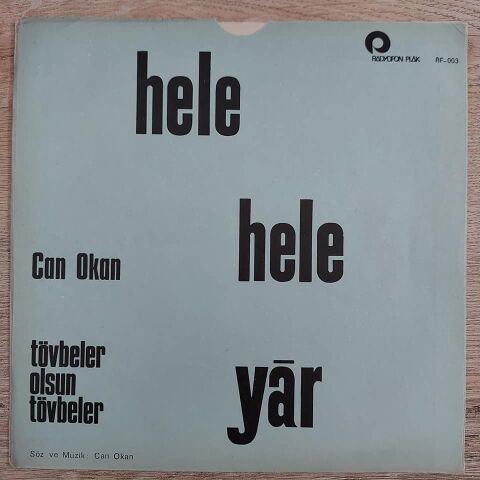 RADYOFON PLAK RF-003
hele
hele
Can Okan
tövbeler
olsun
tövbeler
yār
Söz ve Müzik: Can Okan